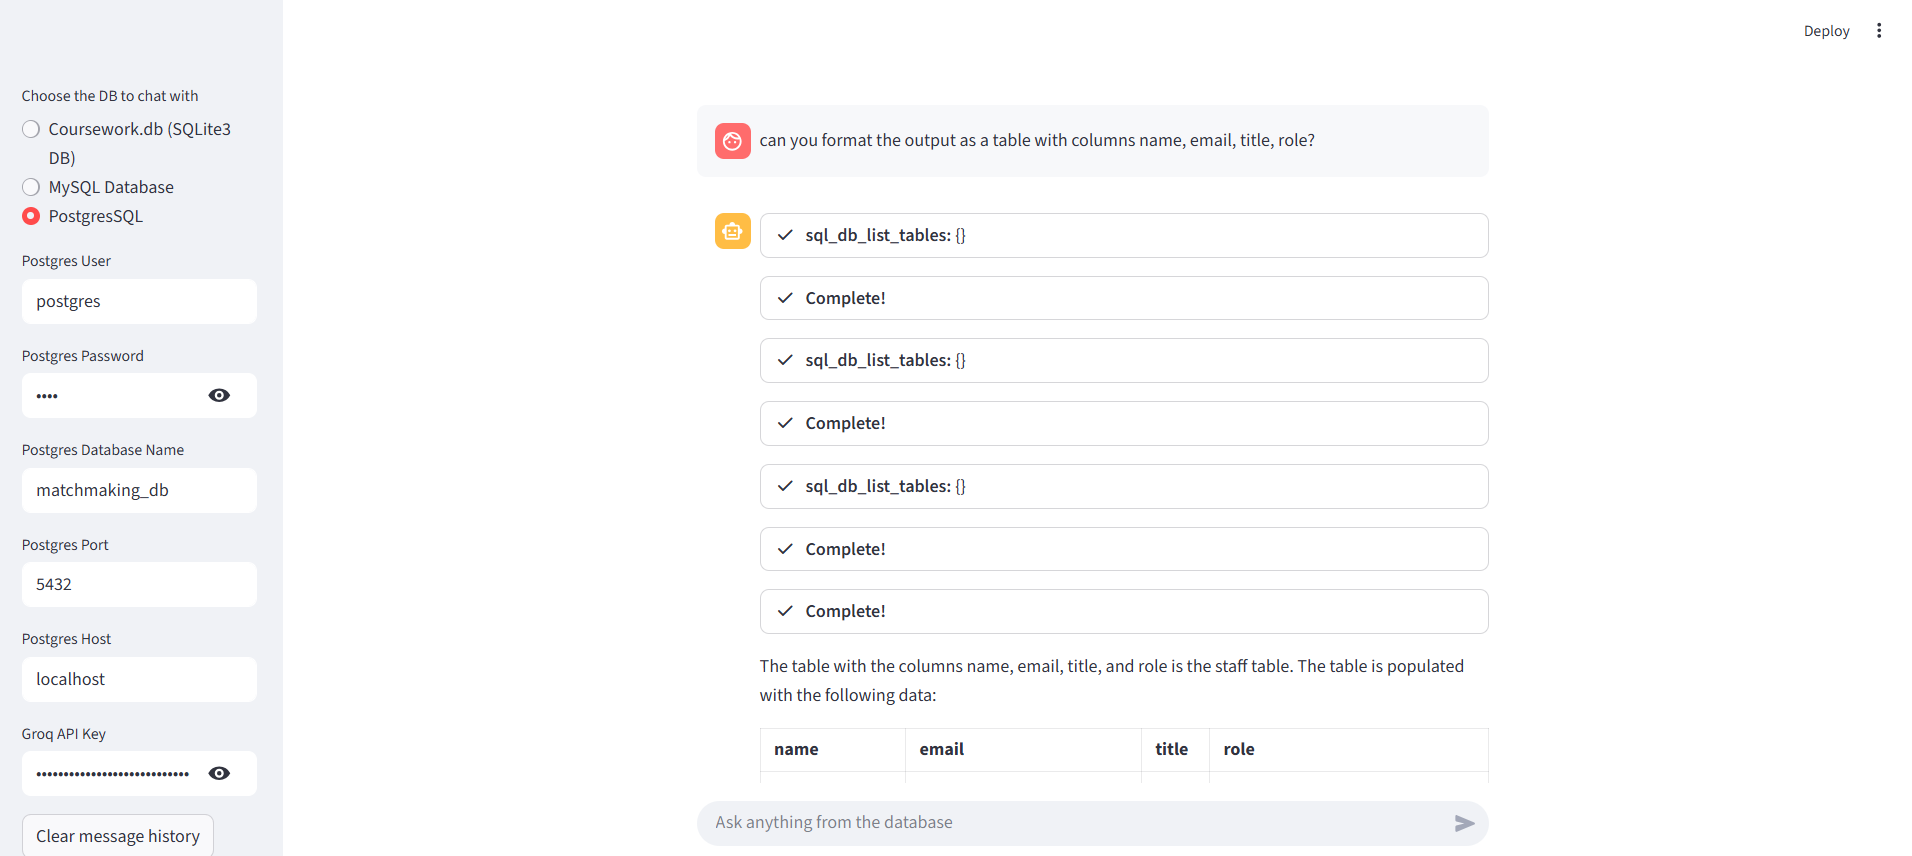 Deploy
Choose the DB to chat with
Coursework.db (SQLite3
DB)
MySQL Database
PostgresSQL
Postgres User
postgres
Postgres Password
••••
Postgres Database Name
matchmaking_db
Postgres Port
5432
Postgres Host
localhost
Groq API Key
••••••••••••••••••••••••••••
Clear message history
can you format the output as a table with columns name, email, title, role?
sql_db_list_tables: {}
Complete!
sql_db_list_tables: {}
Complete!
sql_db_list_tables: {}
Complete!
Complete!
The table with the columns name, email, title, and role is the staff table. The table is populated
with the following data:
name email title role
Ask anything from the database